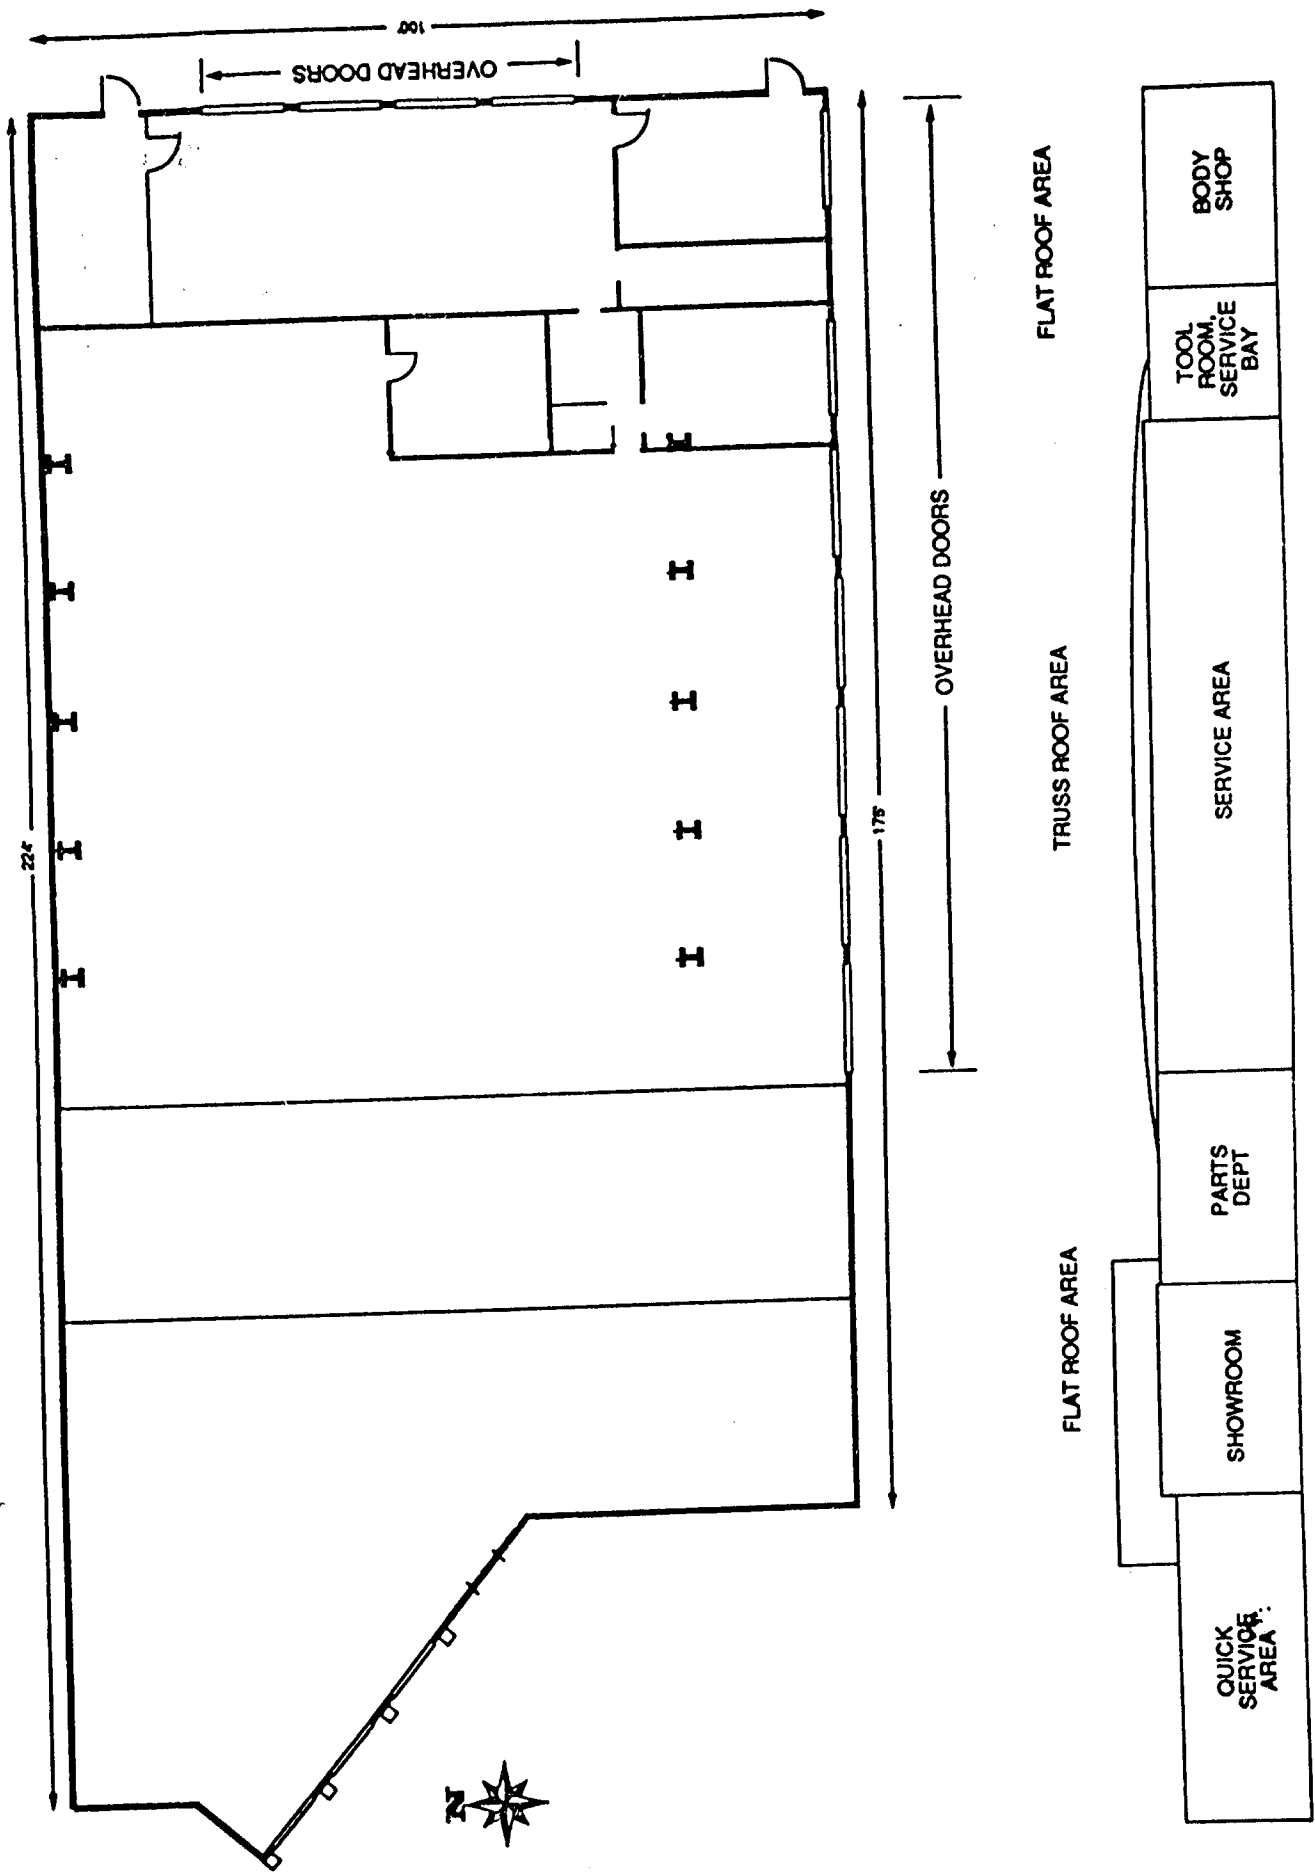 100'
OVERHEAD DOORS
224'
175'
OVERHEAD DOORS
FLAT ROOF AREA
TRUSS ROOF AREA
FLAT ROOF AREA
N
QUICK
SERVICE
AREA
SHOWROOM
PARTS
DEPT
SERVICE AREA
TOOL
ROOM,
SERVICE
BAY
BODY
SHOP